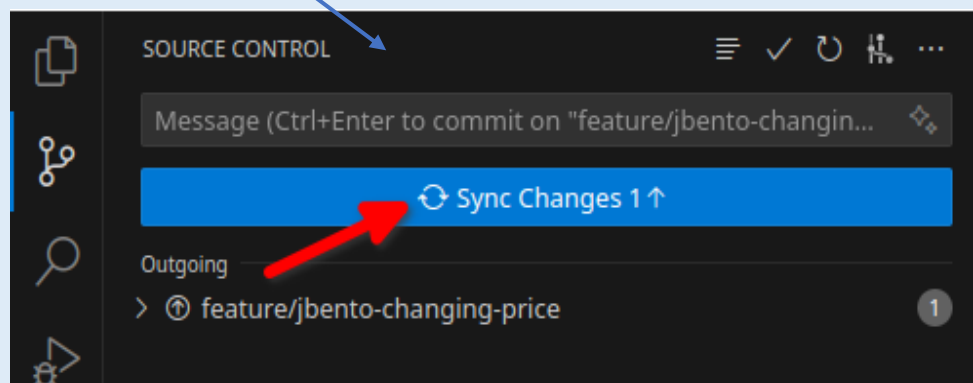 SOURCE CONTROL
Message (Ctrl+Enter to commit on "feature/jbento-changin...
Sync Changes 1↑
Outgoing
feature/jbento-changing-price
1